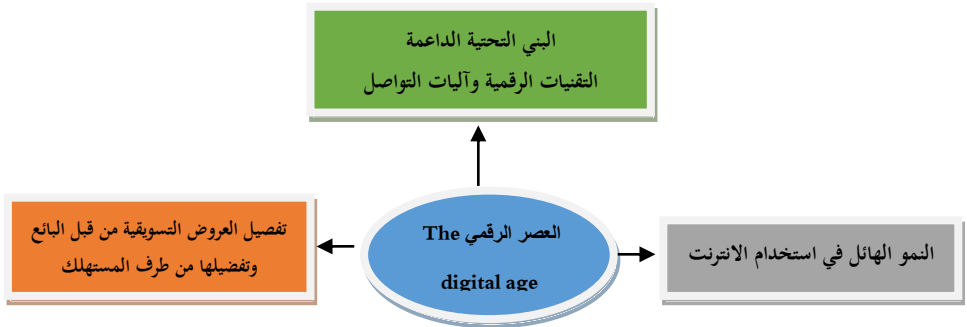 البني التحتية الداعمة
التقنيات الرقمية وآليات التواصل
العصر الرقمي The
digital age
النمو الهائل في استخدام الانترنت
تفصيل العروض التسويقية من قبل البائع
وتفضيلها من طرف المستهلك